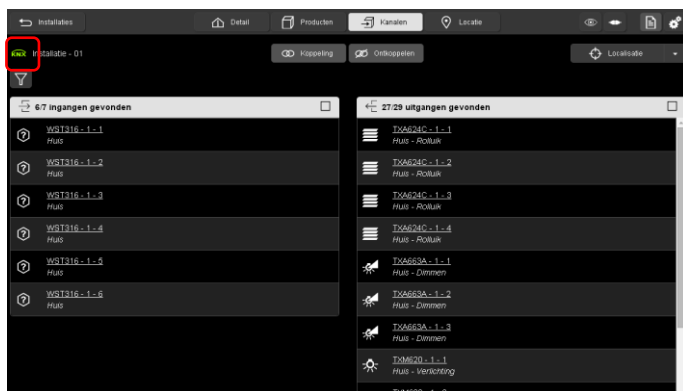 Installaties
Detail
Producten
Kanalen
Locatie
KNX Installatie - 01
Koppeling
Ontkoppelen
Localisatie
6/7 ingangen gevonden
WST316 - 1 - 1
Huis
WST316 - 1 - 2
Huis
WST316 - 1 - 3
Huis
WST316 - 1 - 4
Huis
WST316 - 1 - 5
Huis
WST316 - 1 - 6
Huis
27/29 uitgangen gevonden
TXA624C - 1 - 1
Huis - Rolluik
TXA624C - 1 - 2
Huis - Rolluik
TXA624C - 1 - 3
Huis - Rolluik
TXA624C - 1 - 4
Huis - Rolluik
TXA663A - 1 - 1
Huis - Dimmen
TXA663A - 1 - 2
Huis - Dimmen
TXA663A - 1 - 3
Huis - Dimmen
TXM620 - 1 - 1
Huis - Verlichting